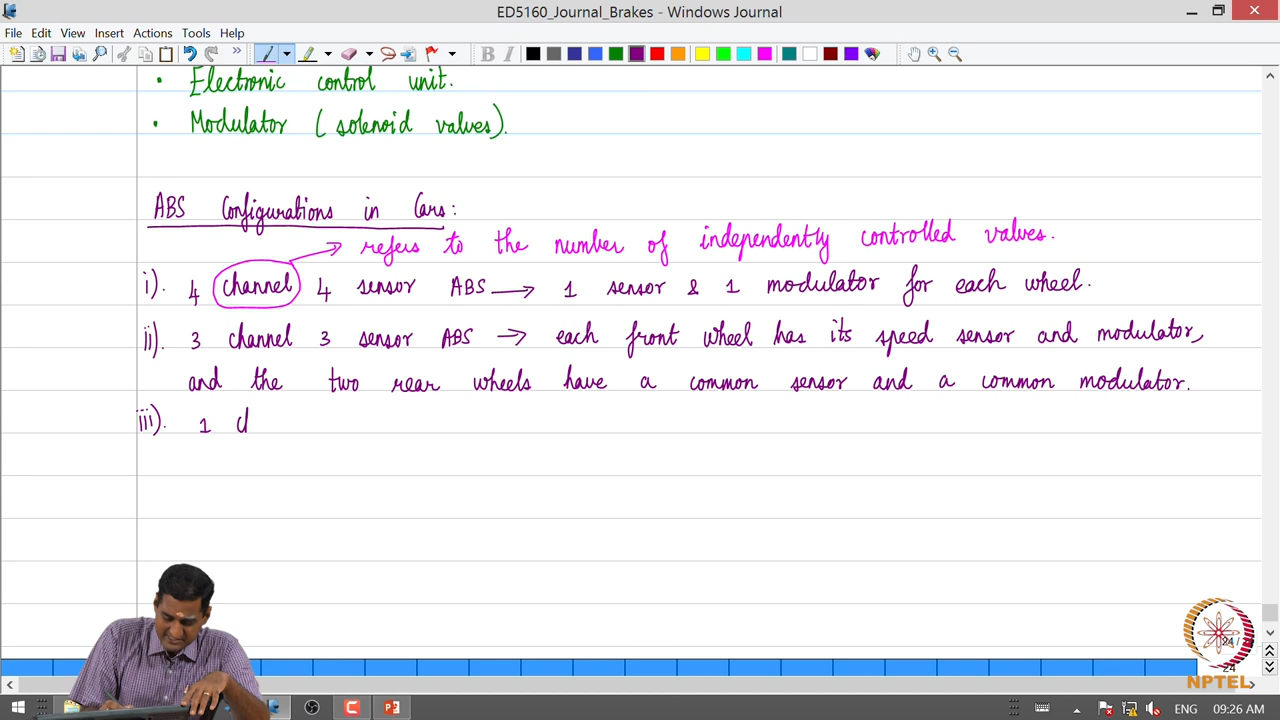 ED5160_Journal_Brakes - Windows Journal
File Edit View Insert Actions Tools Help
• Electronic control unit.
• Modulator (solenoid valves).
ABS Configurations in Cars:
refers to the number of independently controlled valves.
i). 4 channel 4 sensor ABS → 1 sensor & 1 modulator for each wheel.
ii). 3 channel 3 sensor ABS → each front wheel has its speed sensor and modulator,
and the two rear wheels have a common sensor and a common modulator.
iii). 1 c
24
NPTEL
ENG 09:26 AM